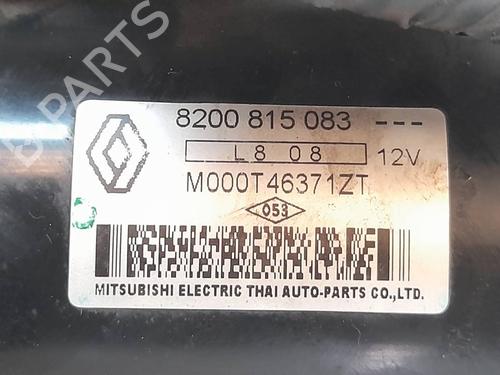 B-PARTS
8200 815 083 ---
L8 08 12V
M000T46371ZT
053
MITSUBISHI ELECTRIC THAI AUTO-PARTS CO.,LTD.